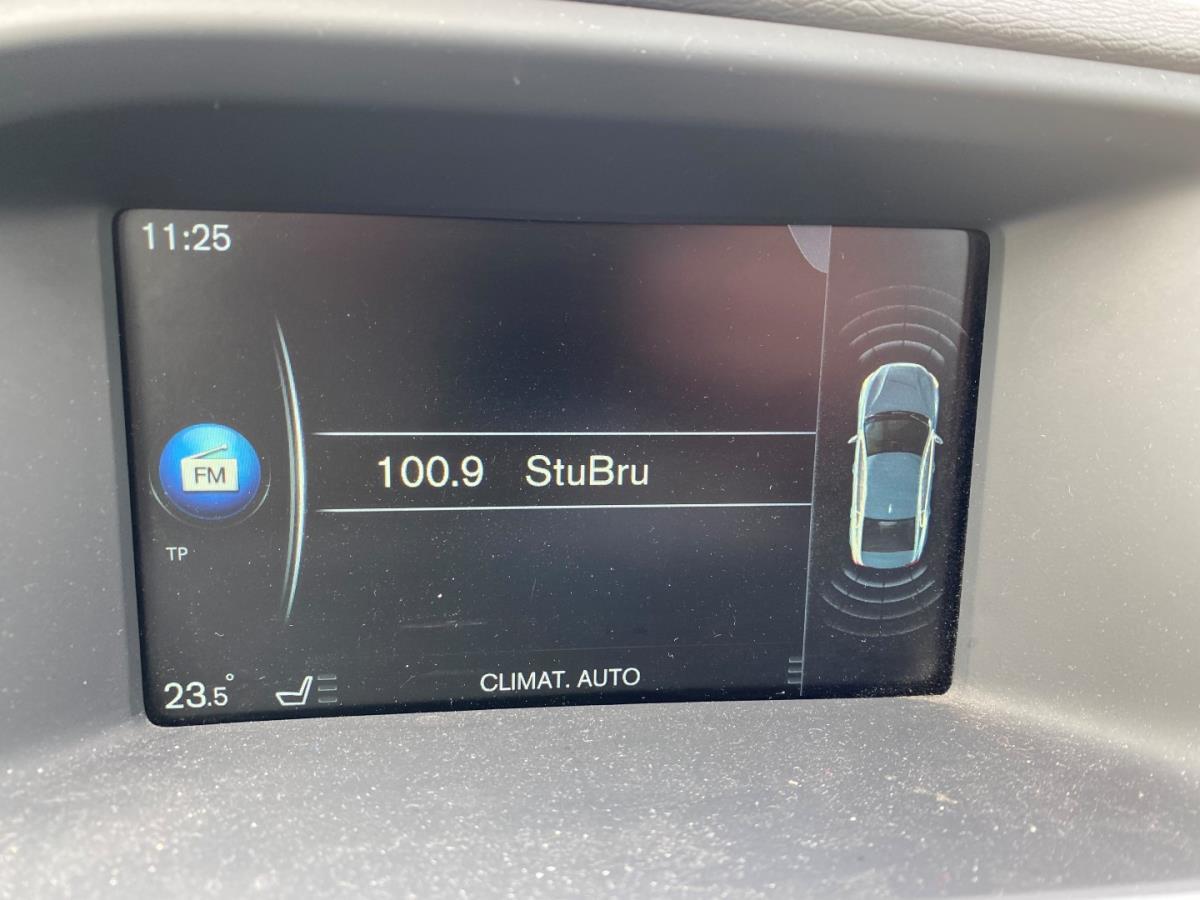 11:25
FM
100.9 StuBru
TP
23.5°
CLIMAT. AUTO